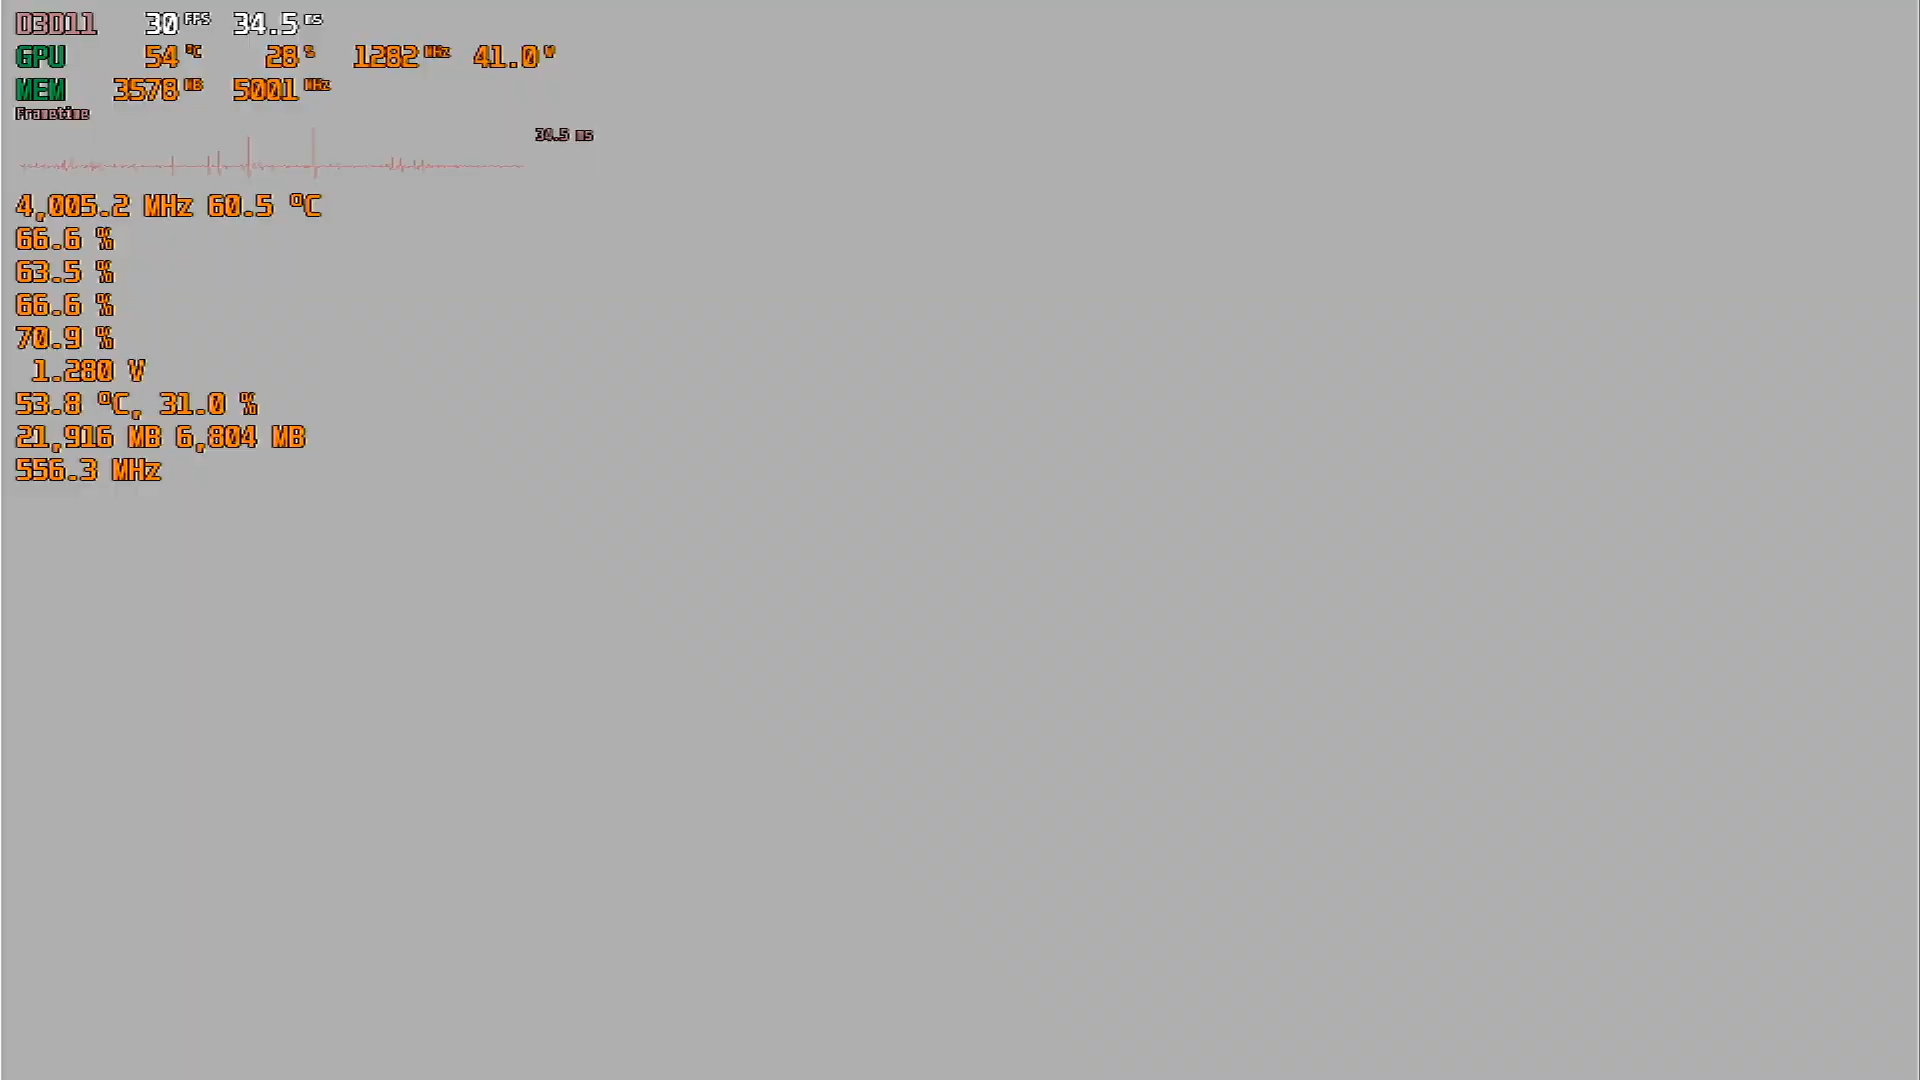 D3D11 30 FPS 34.5 ms
GPU 54 °C 28 % 1282 MHz 41.0 W
MEM 3578 MB 5001 MHz
Frametime
34.5 ms
4,005.2 MHz 60.5 °C
66.6 %
63.5 %
66.6 %
70.9 %
1.280 V
53.8 °C, 31.0 %
21,916 MB 6,804 MB
556.3 MHz